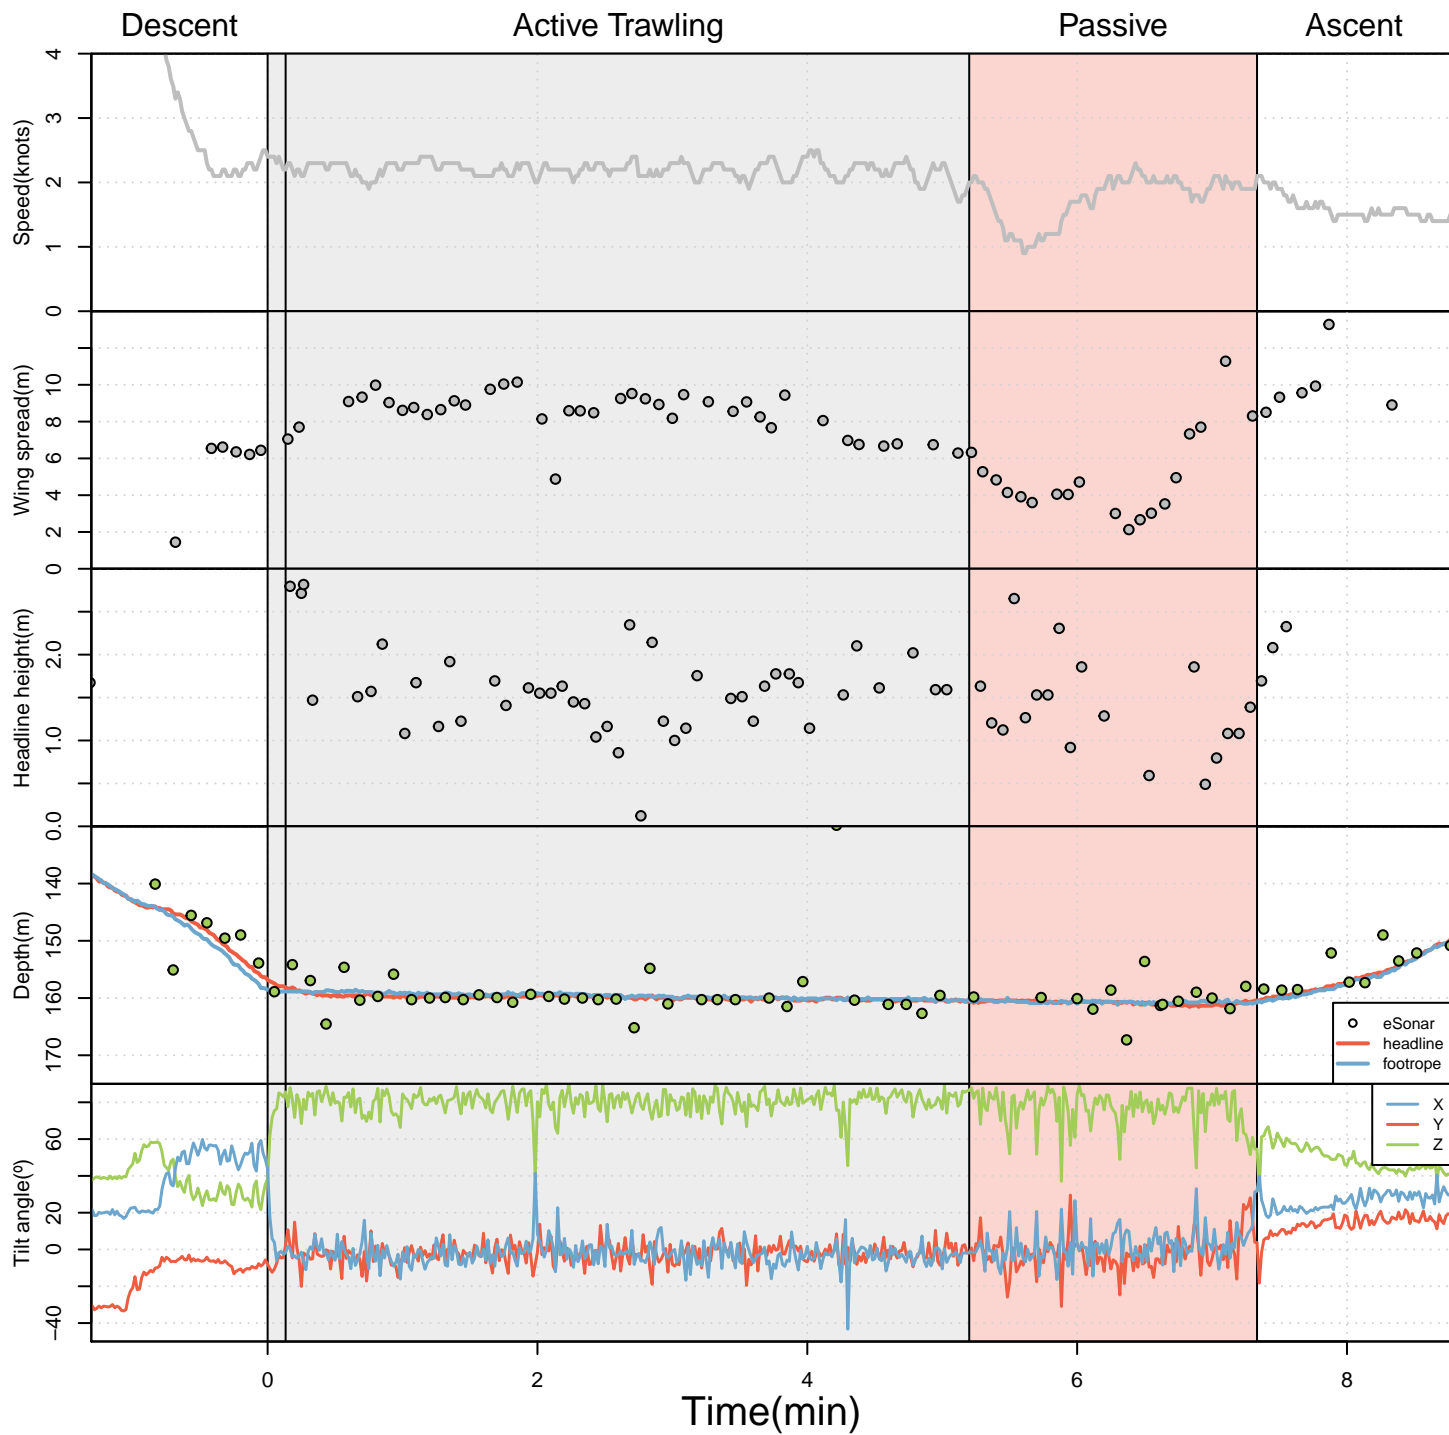 Descent Active Trawling Passive Ascent
Speed(knots)
4
3
2
1
0
Wing spread(m)
10
8
6
4
2
0
Headline height(m)
2.0
1.0
0.0
Depth(m)
140
150
160
170
eSonar
headline
footrope
Tilt angle(º)
60
20
0
−40
X
Y
Z
0 2 4 6 8
Time(min)